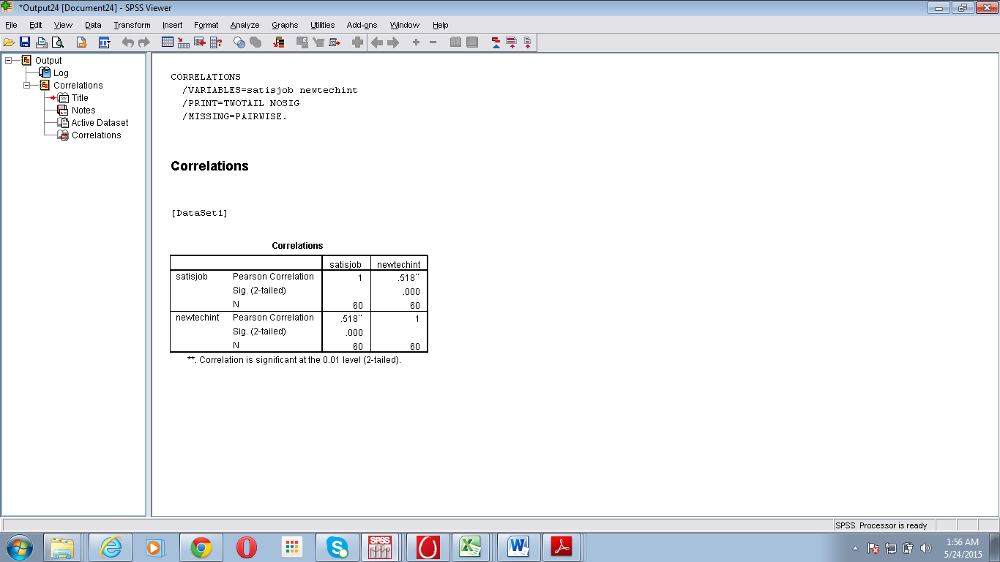 *Output24 [Document24] - SPSS Viewer
File Edit View Data Transform Insert Format Analyze Graphs Utilities Add-ons Window Help
Output
Log
Correlations
Title
Notes
Active Dataset
Correlations
CORRELATIONS
/VARIABLES=satisjob newtechint
/PRINT=TWOTAIL NOSIG
/MISSING=PAIRWISE.
Correlations
[DataSet1]
Correlations
satisjob newtechint
satisjob Pearson Correlation 1 .518**
Sig. (2-tailed) .000
N 60 60
newtechint Pearson Correlation .518** 1
Sig. (2-tailed) .000
N 60 60
**. Correlation is significant at the 0.01 level (2-tailed).
SPSS Processor is ready
SPSS
1:56 AM
5/24/2015